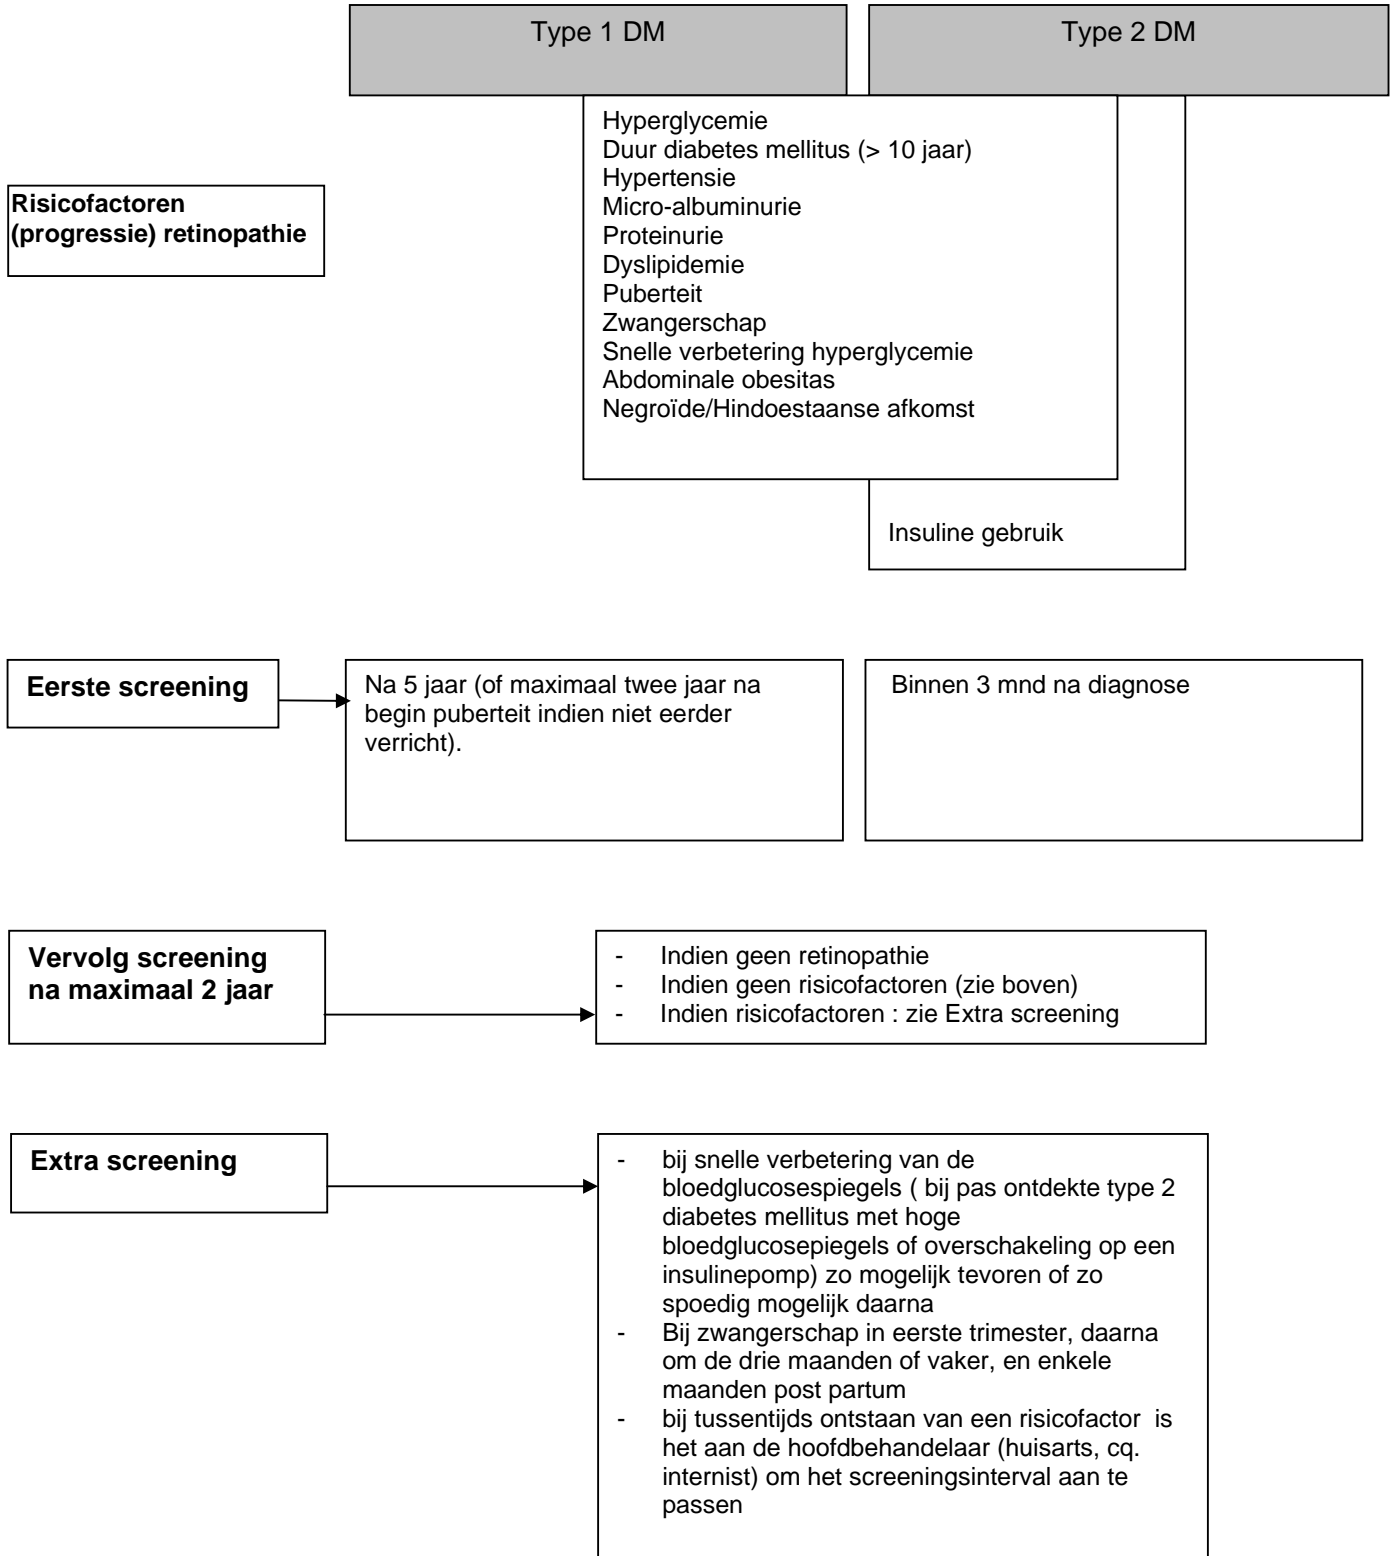 Type 1 DM
Type 2 DM
Risicofactoren
(progressie) retinopathie
Hyperglycemie
Duur diabetes mellitus (> 10 jaar)
Hypertensie
Micro-albuminurie
Proteinurie
Dyslipidemie
Puberteit
Zwangerschap
Snelle verbetering hyperglycemie
Abdominale obesitas
Negroïde/Hindoestaanse afkomst
Insuline gebruik
Eerste screening
Na 5 jaar (of maximaal twee jaar na
begin puberteit indien niet eerder
verricht).
Binnen 3 mnd na diagnose
Vervolg screening
na maximaal 2 jaar
- Indien geen retinopathie
- Indien geen risicofactoren (zie boven)
- Indien risicofactoren : zie Extra screening
Extra screening
- bij snelle verbetering van de
bloedglucosespiegels ( bij pas ontdekte type 2
diabetes mellitus met hoge
bloedglucosepiegels of overschakeling op een
insulinepomp) zo mogelijk tevoren of zo
spoedig mogelijk daarna
- Bij zwangerschap in eerste trimester, daarna
om de drie maanden of vaker, en enkele
maanden post partum
- bij tussentijds ontstaan van een risicofactor is
het aan de hoofdbehandelaar (huisarts, cq.
internist) om het screeningsinterval aan te
passen